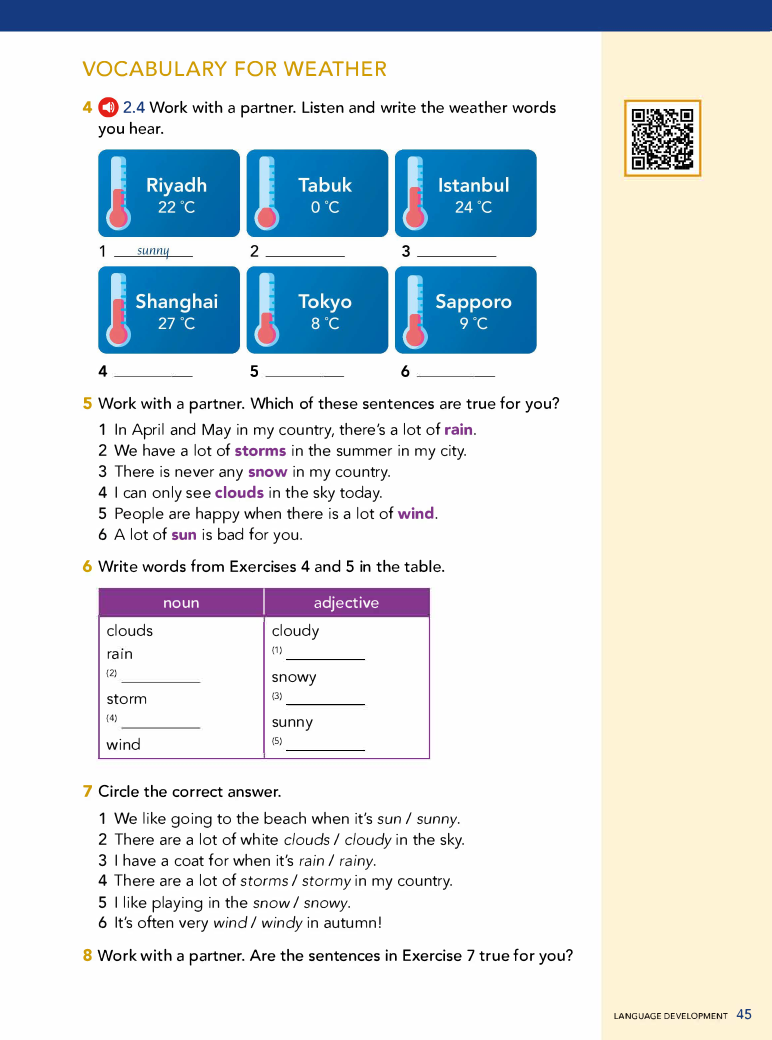 VOCABULARY FOR WEATHER
4 2.4 Work with a partner. Listen and write the weather words
you hear.
Riyadh
22 °C
Tabuk
0 °C
Istanbul
24 °C
1 sunny
2 __________
3 __________
Shanghai
27 °C
Tokyo
8 °C
Sapporo
9 °C
4 __________
5 __________
6 __________
5 Work with a partner. Which of these sentences are true for you?
1 In April and May in my country, there's a lot of rain.
2 We have a lot of storms in the summer in my city.
3 There is never any snow in my country.
4 I can only see clouds in the sky today.
5 People are happy when there is a lot of wind.
6 A lot of sun is bad for you.
6 Write words from Exercises 4 and 5 in the table.
noun adjective
clouds cloudy
rain (1) __________
(2) __________ snowy
storm (3) __________
(4) __________ sunny
wind (5) __________
7 Circle the correct answer.
1 We like going to the beach when it's sun / sunny.
2 There are a lot of white clouds / cloudy in the sky.
3 I have a coat for when it's rain / rainy.
4 There are a lot of storms / stormy in my country.
5 I like playing in the snow / snowy.
6 It's often very wind / windy in autumn!
8 Work with a partner. Are the sentences in Exercise 7 true for you?
LANGUAGE DEVELOPMENT 45